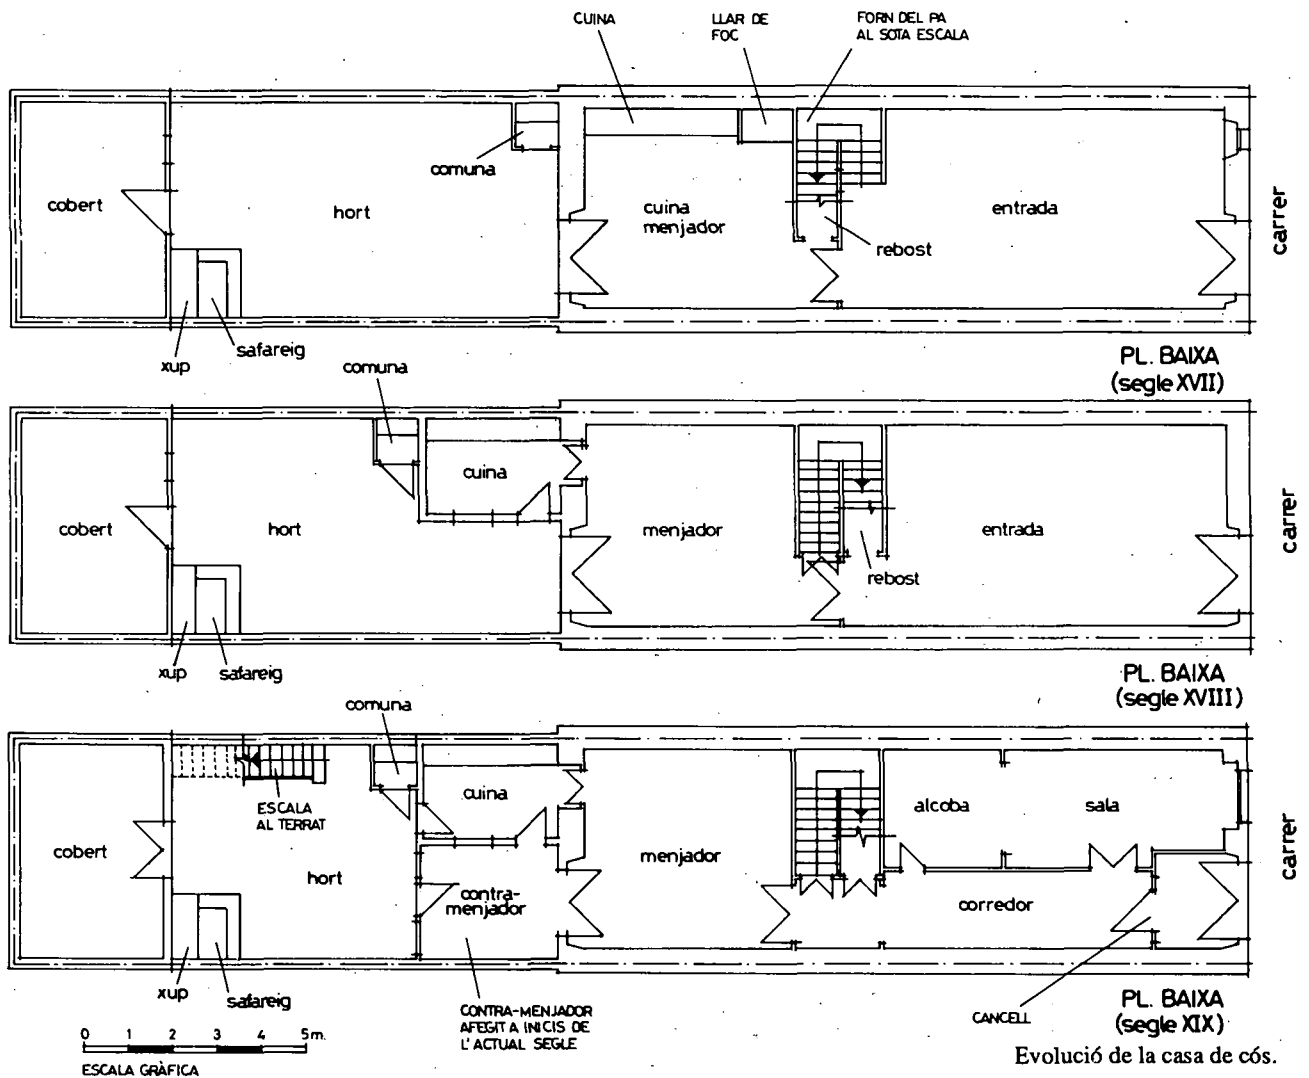 CUINA
LLAR DE
FOC
FORN DEL PA
AL SOTA ESCALA
comuna
cobert
hort
cuina
menjador
entrada
rebost
carrer
xup
safareig
PL. BAIXA
(segle XVII)
comuna
cuina
cobert
hort
menjador
entrada
rebost
carrer
xup
safareig
PL. BAIXA
(segle XVIII)
comuna
ESCALA
AL TERRAT
cuina
cobert
hort
contra-
menjador
menjador
alcoba
sala
corredor
carrer
xup
safareig
CONTRA-MENJADOR
AFEGIT A INICIS DE
L'ACTUAL SEGLE
CANCELL
PL. BAIXA
(segle XIX)
0 1 2 3 4 5 m.
ESCALA GRÀFICA
Evolució de la casa de cós.